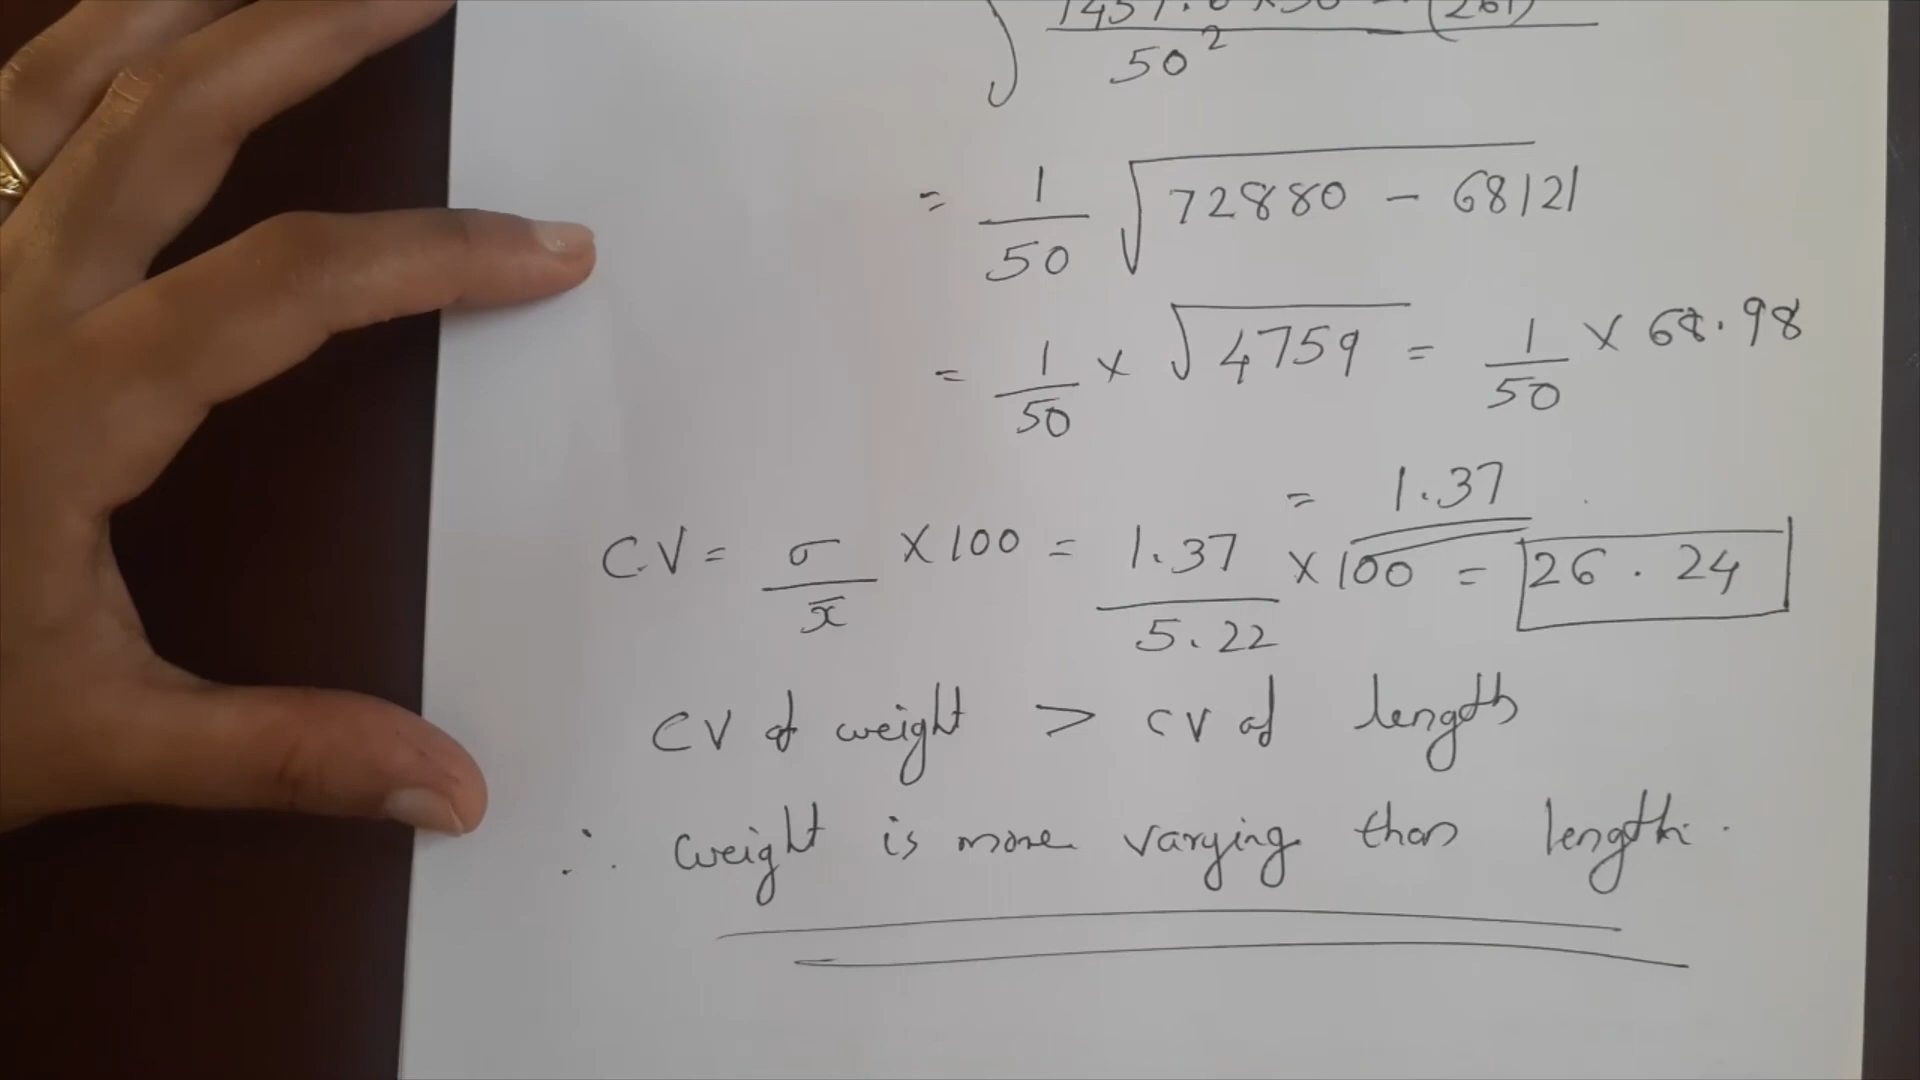 50²
= 1/50 √72880 - 68121
= 1/50 × √4759 = 1/50 × 68.98
= 1.37
CV = σ/x̄ × 100 = 1.37/5.22 × 100 = 26.24
CV of weight > CV of length
∴ weight is more varying than length.